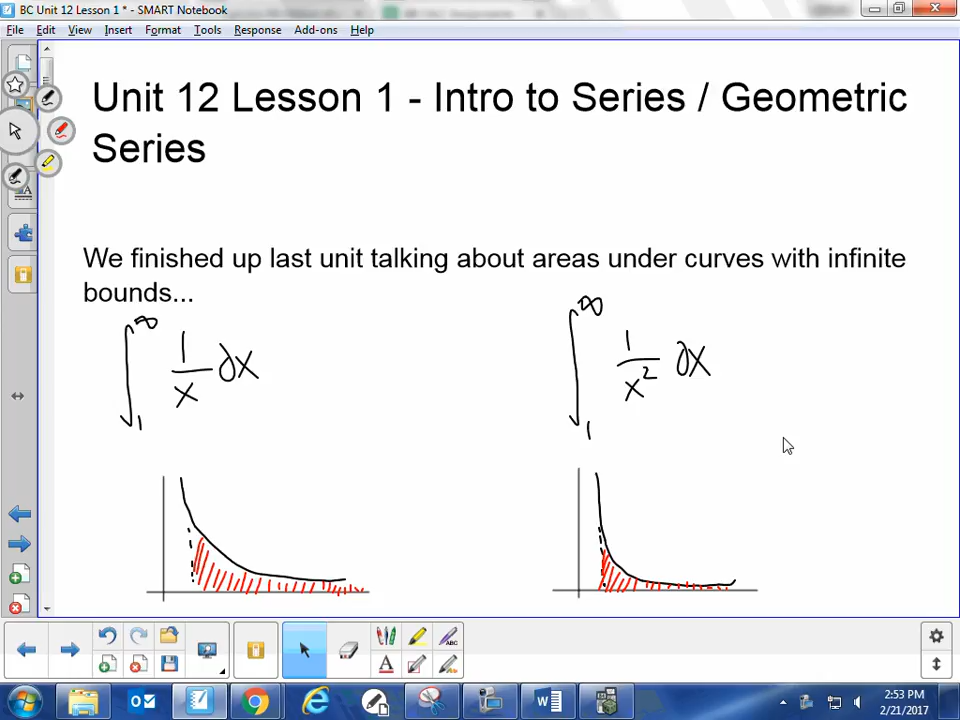 BC Unit 12 Lesson 1 * - SMART Notebook
File Edit View Insert Format Tools Response Add-ons Help
Unit 12 Lesson 1 - Intro to Series / Geometric
Series
We finished up last unit talking about areas under curves with infinite
bounds...
∫₁^∞ 1/x ∂x
∫₁^∞ 1/x² ∂x
2:53 PM
2/21/2017